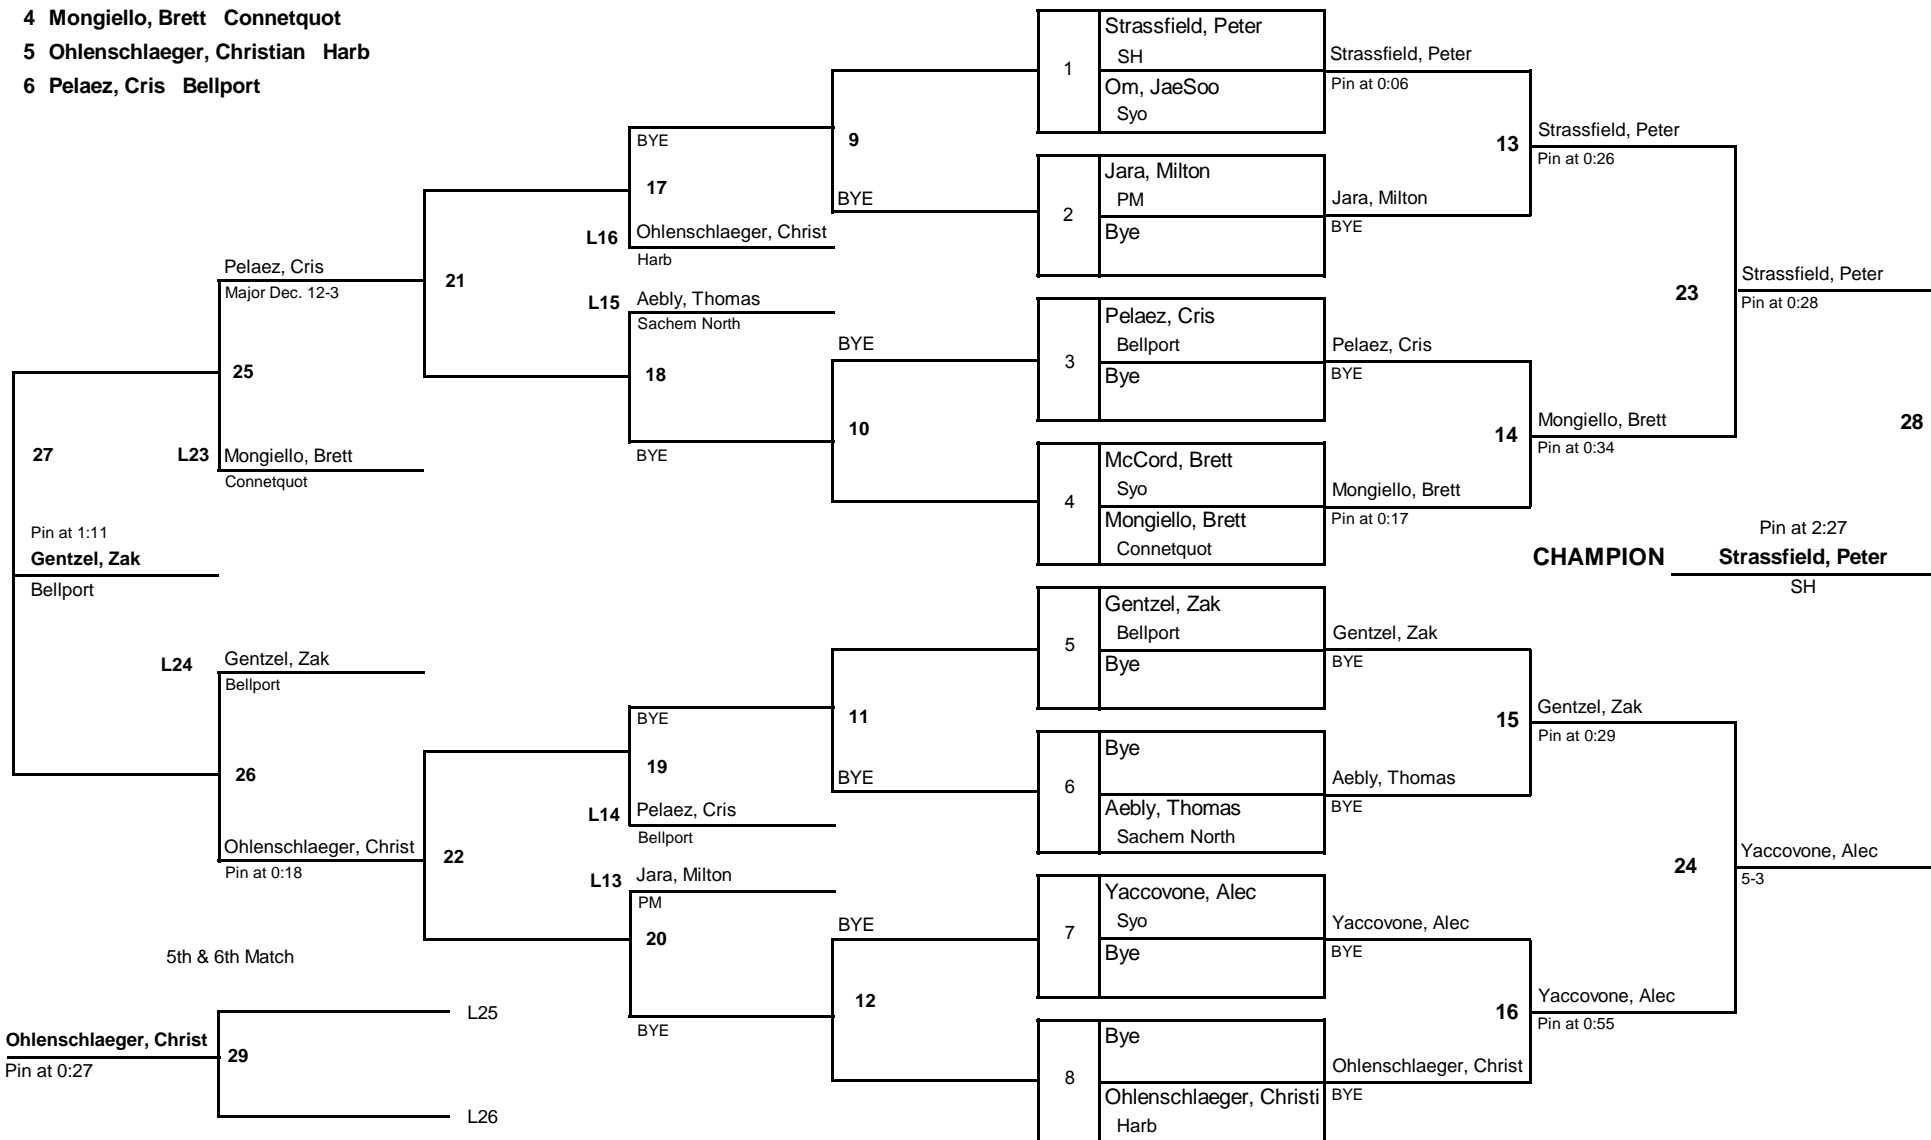 4 Mongiello, Brett Connetquot
5 Ohlenschlaeger, Christian Harb
6 Pelaez, Cris Bellport
Pelaez, Cris
Major Dec. 12-3
25
27
L23
Mongiello, Brett
Connetquot
Pin at 1:11
Gentzel, Zak
Bellport
L24
Gentzel, Zak
Bellport
26
Ohlenschlaeger, Christ
Pin at 0:18
5th & 6th Match
L25
Ohlenschlaeger, Christ
Pin at 0:27
29
L26
21
22
BYE
17
L16
Ohlenschlaeger, Christ
Harb
L15
Aebly, Thomas
Sachem North
18
BYE
BYE
19
L14
Pelaez, Cris
Bellport
L13
Jara, Milton
PM
20
BYE
9
BYE
BYE
10
11
BYE
BYE
12
1
Strassfield, Peter
SH
Om, JaeSoo
Syo
2
Jara, Milton
PM
Bye
3
Pelaez, Cris
Bellport
Bye
4
McCord, Brett
Syo
Mongiello, Brett
Connetquot
5
Gentzel, Zak
Bellport
Bye
6
Bye
Aebly, Thomas
Sachem North
7
Yaccovone, Alec
Syo
Bye
8
Bye
Ohlenschlaeger, Christi
Harb
Strassfield, Peter
Pin at 0:06
13
Jara, Milton
BYE
Pelaez, Cris
BYE
14
Mongiello, Brett
Pin at 0:17
Gentzel, Zak
BYE
15
Aebly, Thomas
BYE
Yaccovone, Alec
BYE
16
Ohlenschlaeger, Christ
BYE
Strassfield, Peter
Pin at 0:26
23
Mongiello, Brett
Pin at 0:34
Gentzel, Zak
Pin at 0:29
24
Yaccovone, Alec
Pin at 0:55
Strassfield, Peter
Pin at 0:28
28
Pin at 2:27
CHAMPION Strassfield, Peter
SH
Yaccovone, Alec
5-3